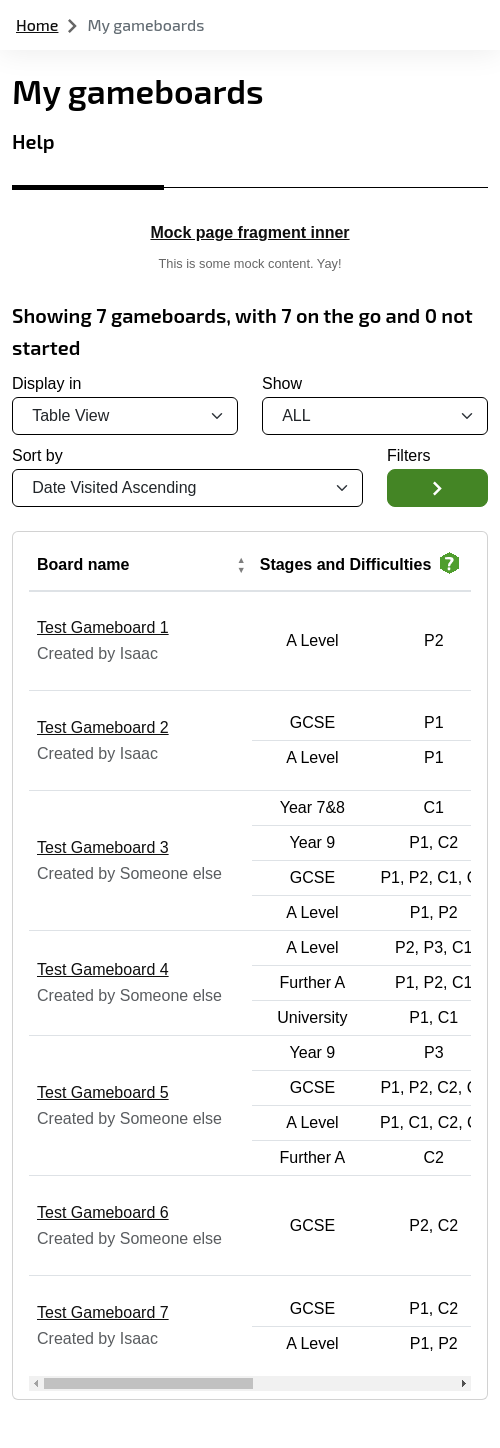 Home My gameboards
My gameboards
Help
Mock page fragment inner
This is some mock content. Yay!
Showing 7 gameboards, with 7 on the go and 0 not
started
Display in Show
Table View ALL
Sort by Filters
Date Visited Ascending
Board name Stages and Difficulties ?
Test Gameboard 1
Created by Isaac
A Level P2
Test Gameboard 2
Created by Isaac
GCSE P1
A Level P1
Test Gameboard 3
Created by Someone else
Year 7&8 C1
Year 9 P1, C2
GCSE P1, P2, C1,
A Level P1, P2
Test Gameboard 4
Created by Someone else
A Level P2, P3, C1
Further A P1, P2, C1
University P1, C1
Test Gameboard 5
Created by Someone else
Year 9 P3
GCSE P1, P2, C2,
A Level P1, C1, C2,
Further A C2
Test Gameboard 6
Created by Someone else
GCSE P2, C2
Test Gameboard 7
Created by Isaac
GCSE P1, C2
A Level P1, P2